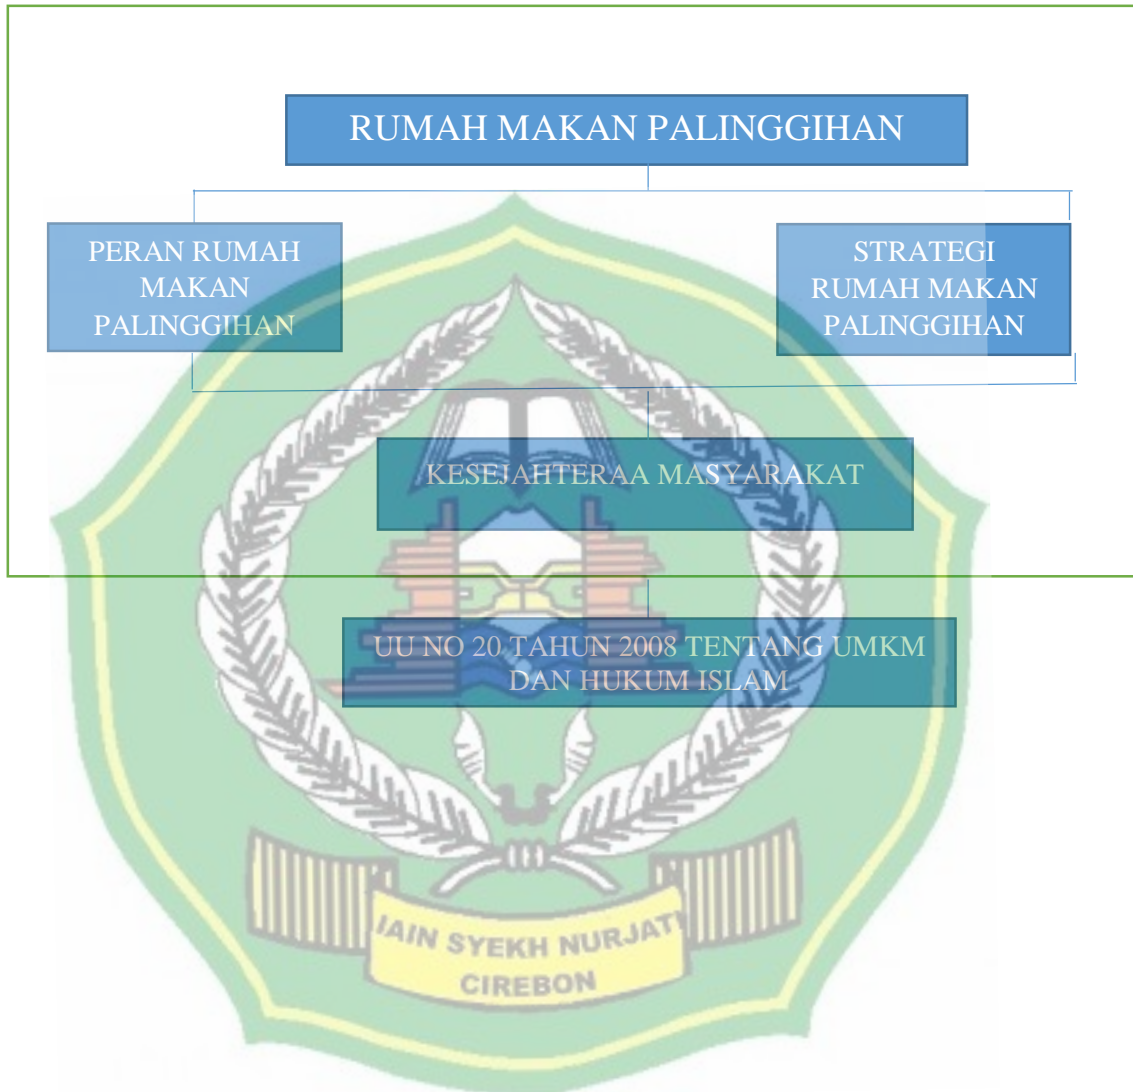 RUMAH MAKAN PALINGGIHAN
PERAN RUMAH
MAKAN
PALINGGIHAN
STRATEGI
RUMAH MAKAN
PALINGGIHAN
KESEJAHTERAA MASYARAKAT
UU NO 20 TAHUN 2008 TENTANG UMKM
DAN HUKUM ISLAM
IAIN SYEKH NURJATI
CIREBON